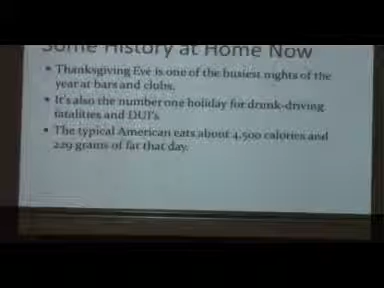 Some History at Home Now
• Thanksgiving Eve is one of the busiest nights of the
year at bars and clubs.
• It's also the number one holiday for drunk-driving
fatalities and DUI's
• The typical American eats about 4,500 calories and
229 grams of fat that day.